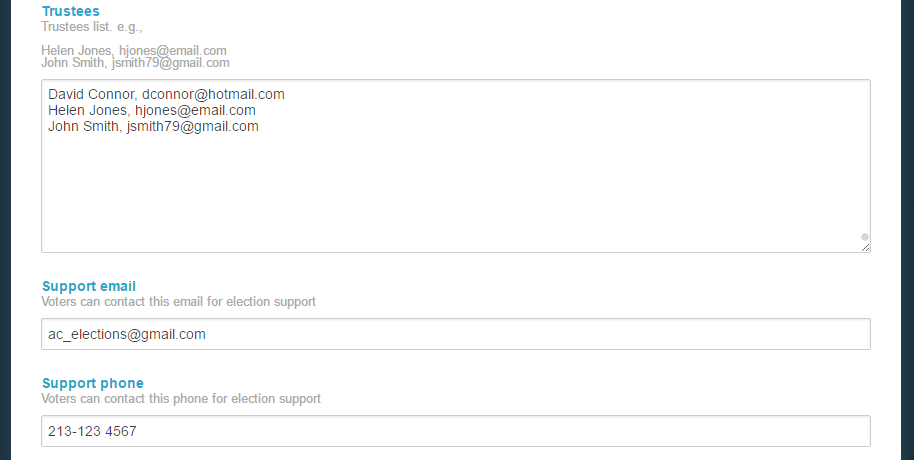 Trustees
Trustees list. e.g.,
Helen Jones, hjones@email.com
John Smith, jsmith79@gmail.com
David Connor, dconnor@hotmail.com
Helen Jones, hjones@email.com
John Smith, jsmith79@gmail.com
Support email
Voters can contact this email for election support
ac_elections@gmail.com
Support phone
Voters can contact this phone for election support
213-123 4567